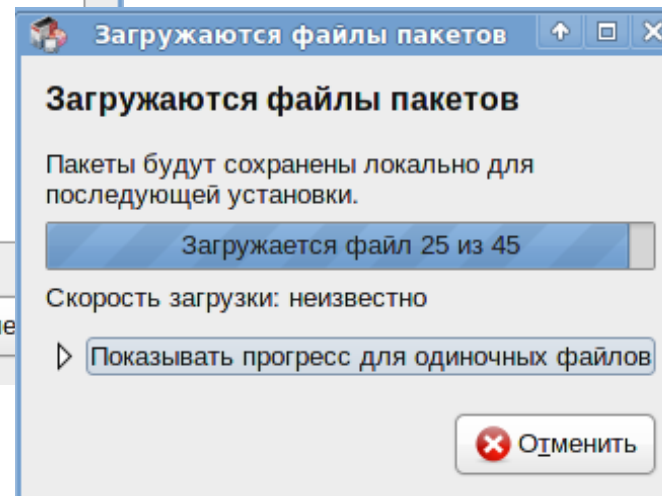 Загружаются файлы пакетов
Загружаются файлы пакетов
Пакеты будут сохранены локально для
последующей установки.
Загружается файл 25 из 45
Скорость загрузки: неизвестно
Показывать прогресс для одиночных файлов
Отменить